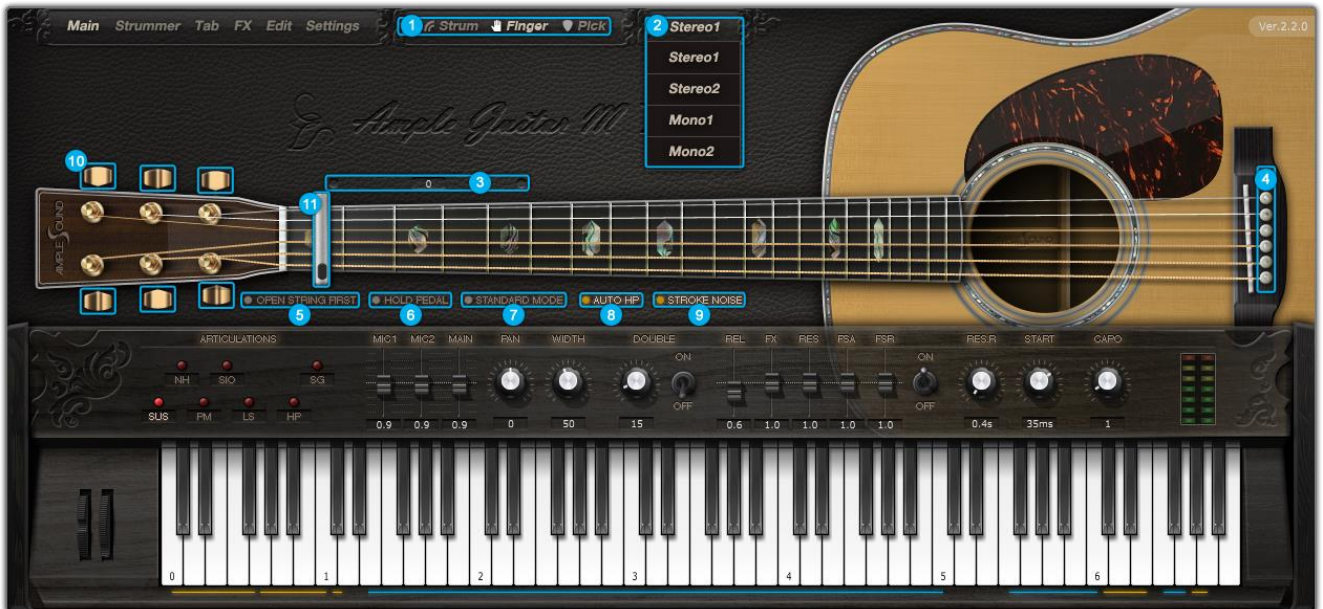 Main Strummer Tab FX Edit Settings
1 Strum Finger Pick
2 Stereo1
Ver.2.2.0
Stereo1
Stereo2
Mono1
Mono2
Ample Guitar M
10
3 0
4
11
AMPLE SOUND
OPEN STRING FIRST HOLD PEDAL STANDARD MODE AUTO HP STROKE NOISE
5 6 7 8 9
ARTICULATIONS MIC1 MIC2 MAIN PAN WIDTH DOUBLE REL FX RES FSA FSR RES.R START CAPO
ON ON
NH SIO SG
OFF OFF
SUS PM LS HP
0.9 0.9 0.9 0 50 15 0.6 1.0 1.0 1.0 1.0 0.4s 35ms 1
0 1 2 3 4 5 6